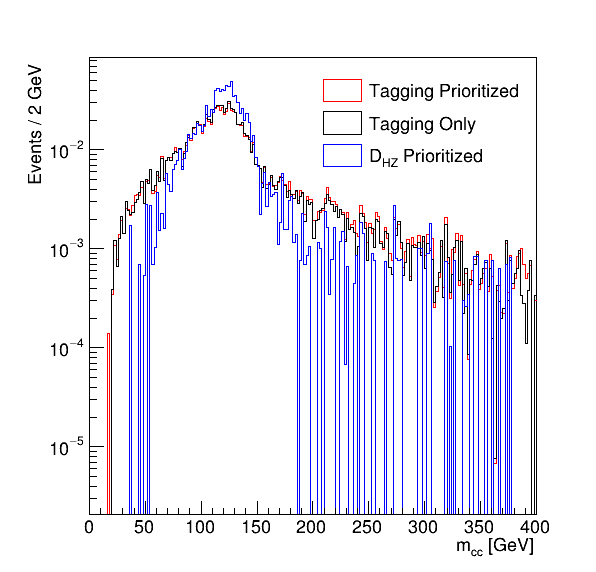 Events / 2 GeV
10⁻²
10⁻³
10⁻⁴
10⁻⁵
Tagging Prioritized
Tagging Only
D_HZ Prioritized
0 50 100 150 200 250 300 350 400
m_cc [GeV]